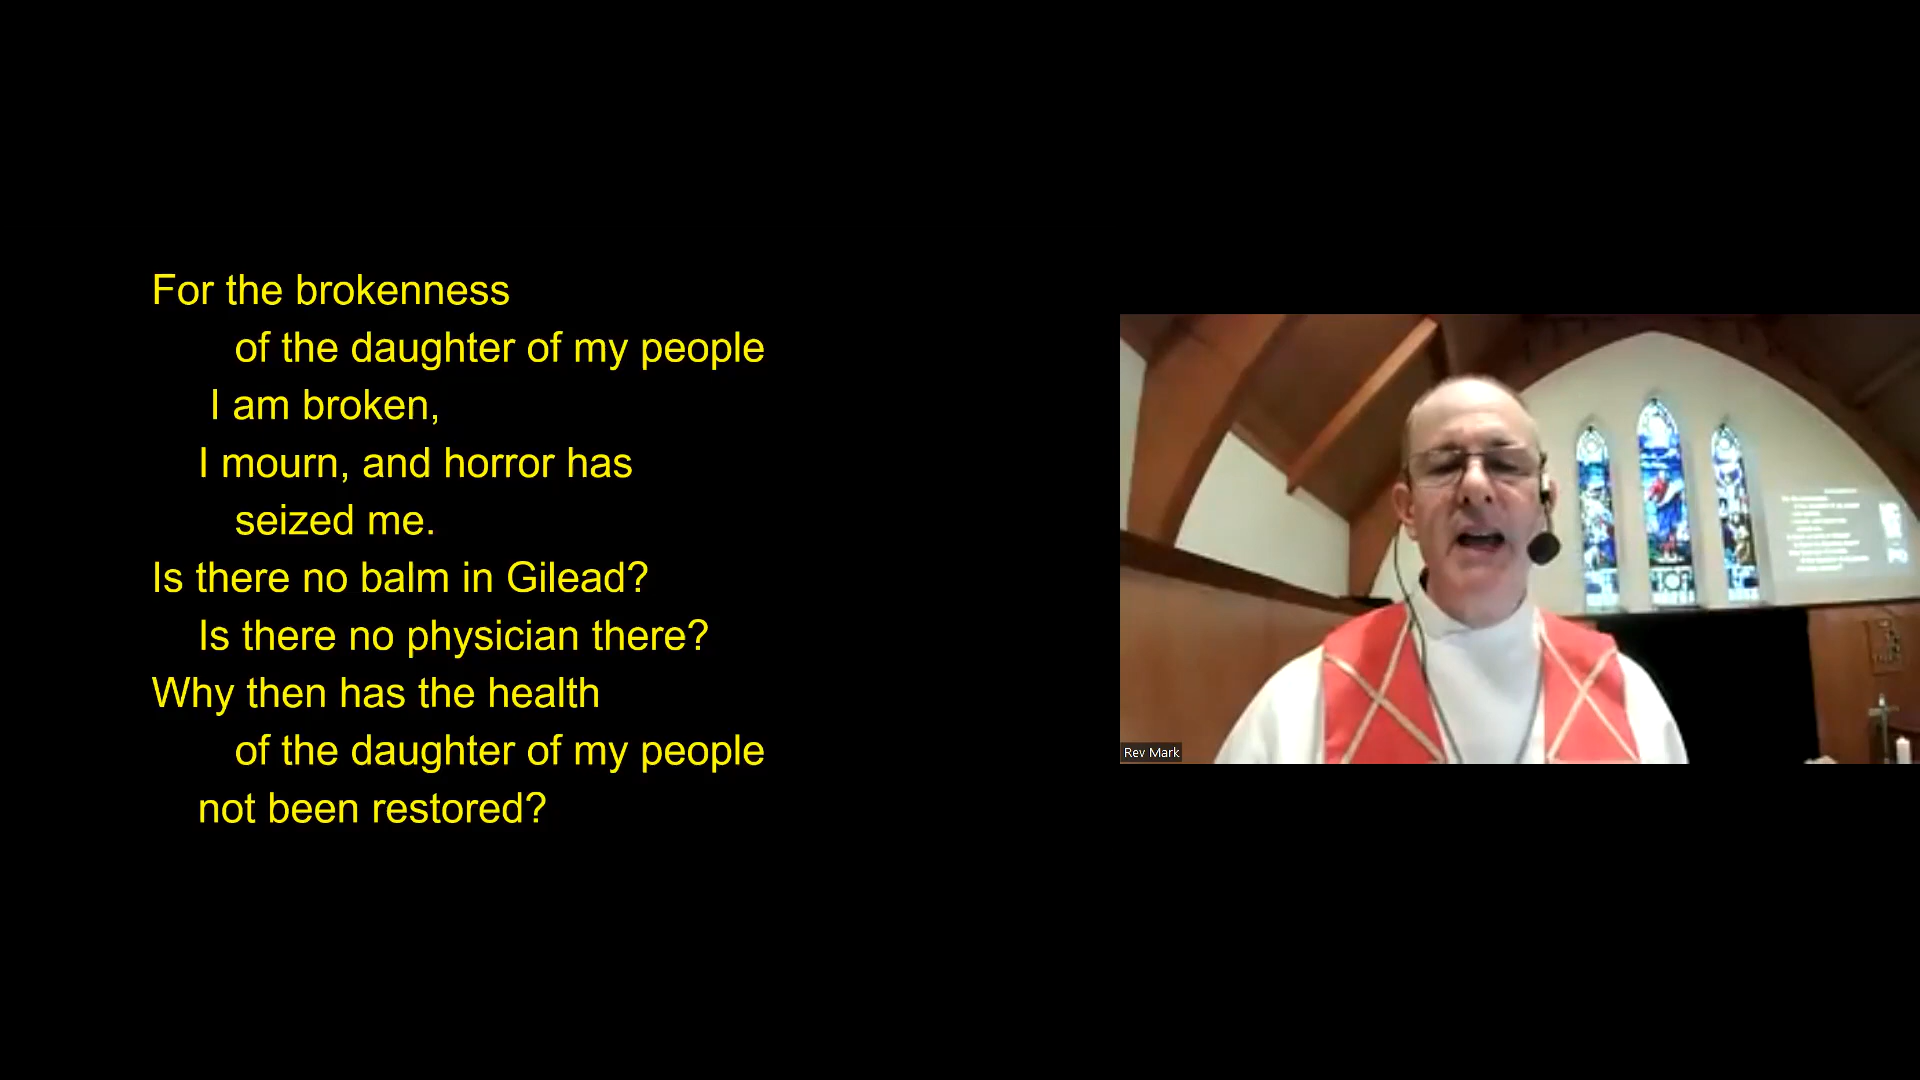 For the brokenness
of the daughter of my people
I am broken,
I mourn, and horror has
seized me.
Is there no balm in Gilead?
Is there no physician there?
Why then has the health
of the daughter of my people
not been restored?
Rev Mark